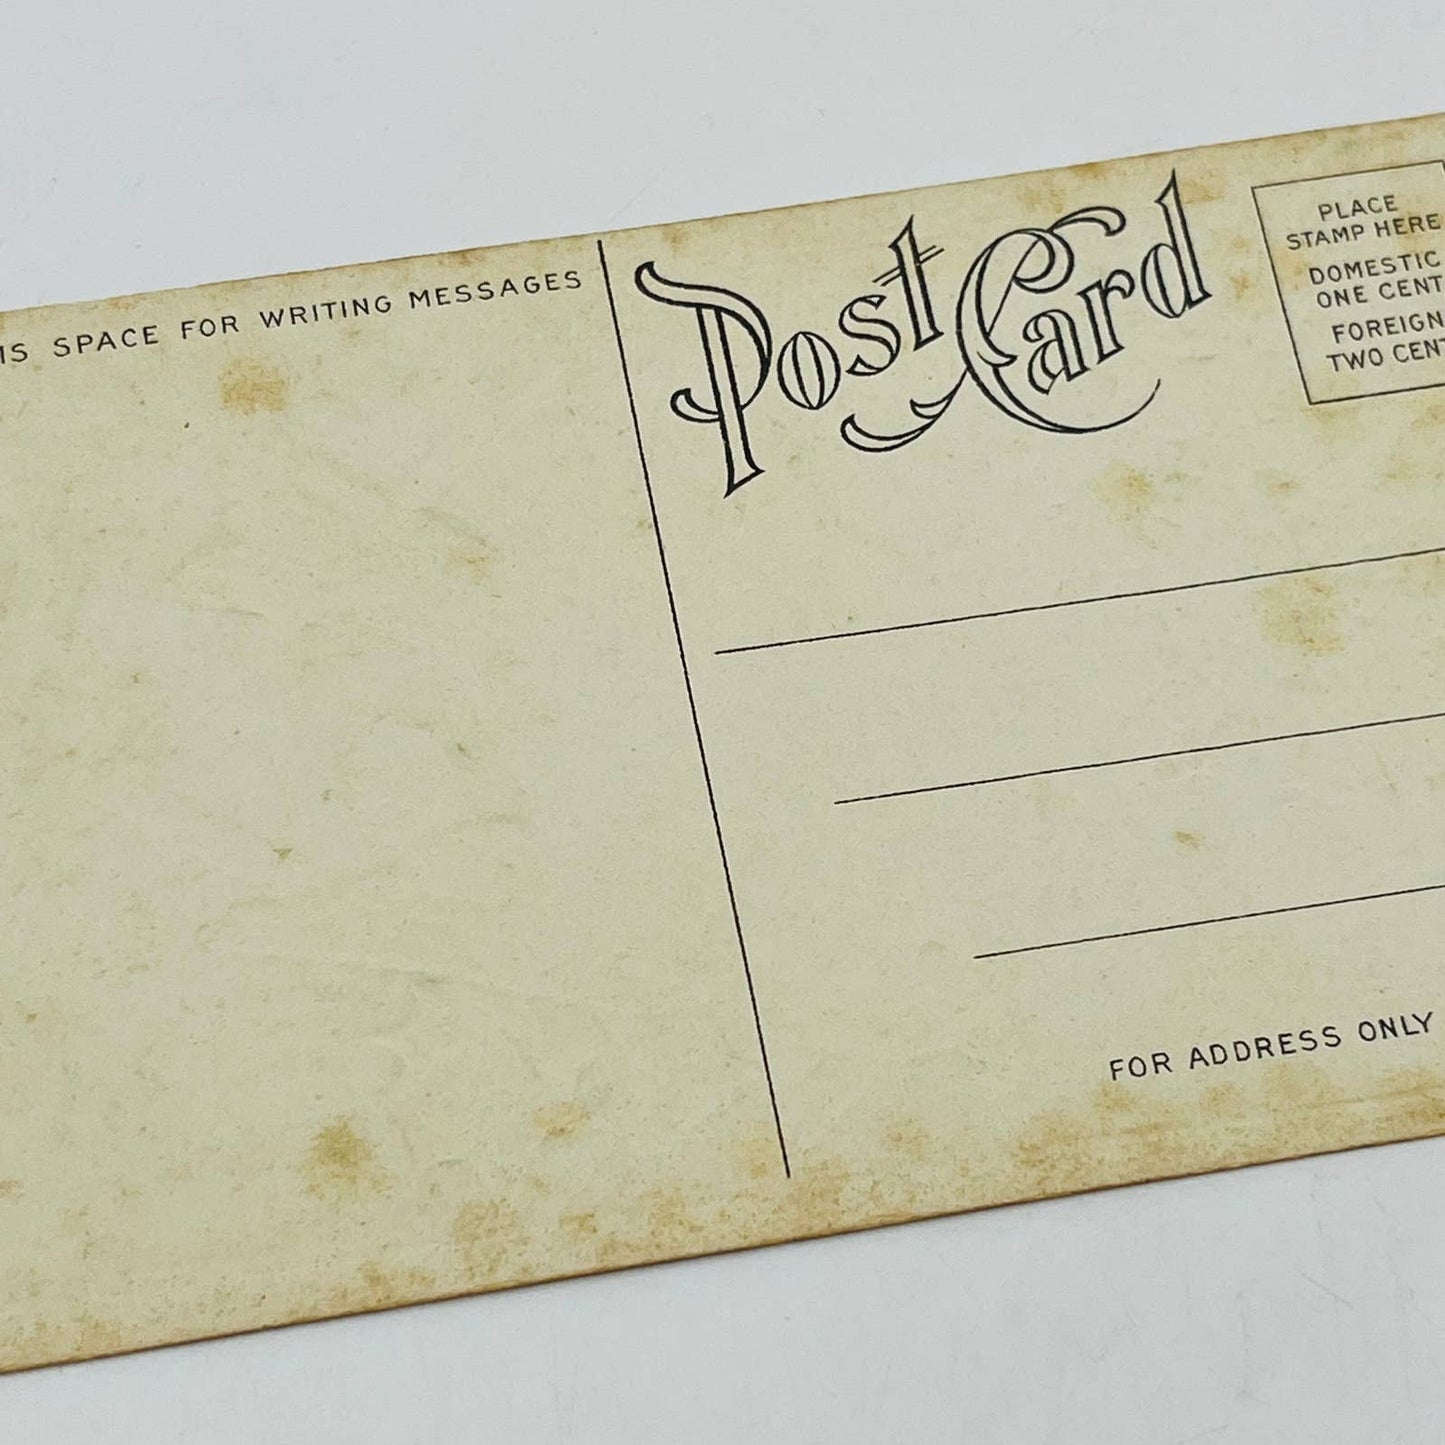 IS SPACE FOR WRITING MESSAGES
Post Card
PLACE
STAMP HERE
DOMESTIC
ONE CENT
FOREIGN
TWO CENT
FOR ADDRESS ONLY